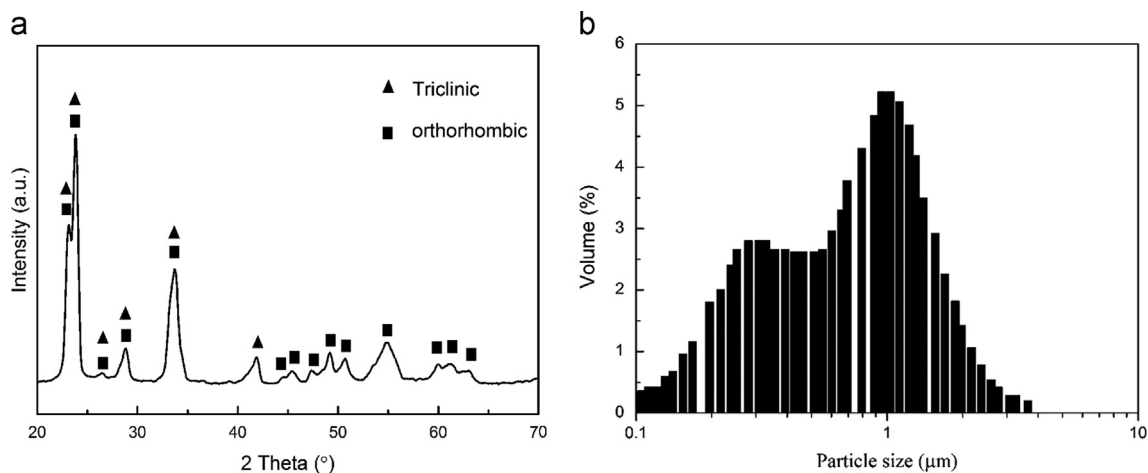 a
Intensity (a.u.)
▲ Triclinic
■ orthorhombic
20 30 40 50 60 70
2 Theta (°)
b
Volume (%)
6
5
4
3
2
1
0
0.1 1 10
Particle size (μm)